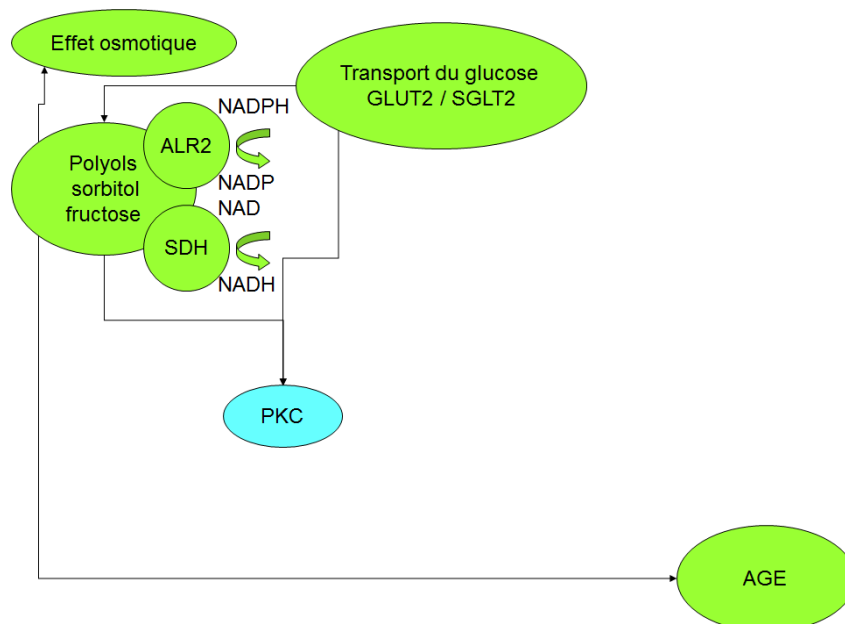 Effet osmotique
Transport du glucose
GLUT2 / SGLT2
NADPH
ALR2
Polyols
sorbitol
fructose
NADP
NAD
SDH
NADH
PKC
AGE